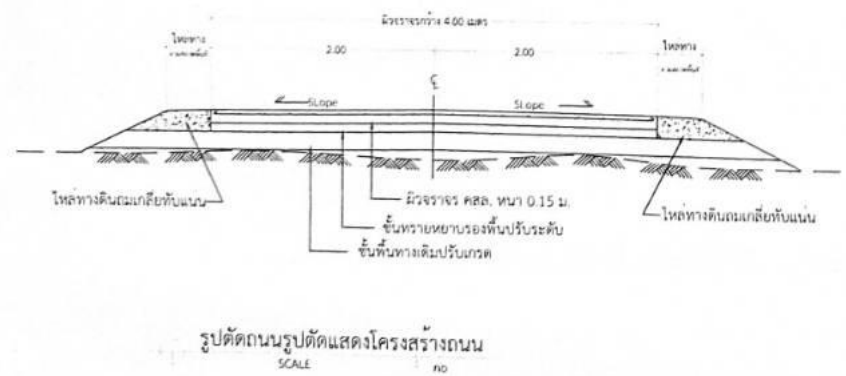 ผิวจราจรกว้าง 4.00 เมตร
ไหล่ทาง
2.00
2.00
ไหล่ทาง
℄
SLope
SLope
ไหล่ทางดินถมเกลี่ยทับแน่น
ผิวจราจร คสล. หนา 0.15 ม.
ไหล่ทางดินถมเกลี่ยทับแน่น
ชั้นทรายหยาบรองพื้นปรับระดับ
ชั้นพื้นทางเดิมปรับเกรด
รูปตัดถนนรูปตัดแสดงโครงสร้างถนน
SCALE
no